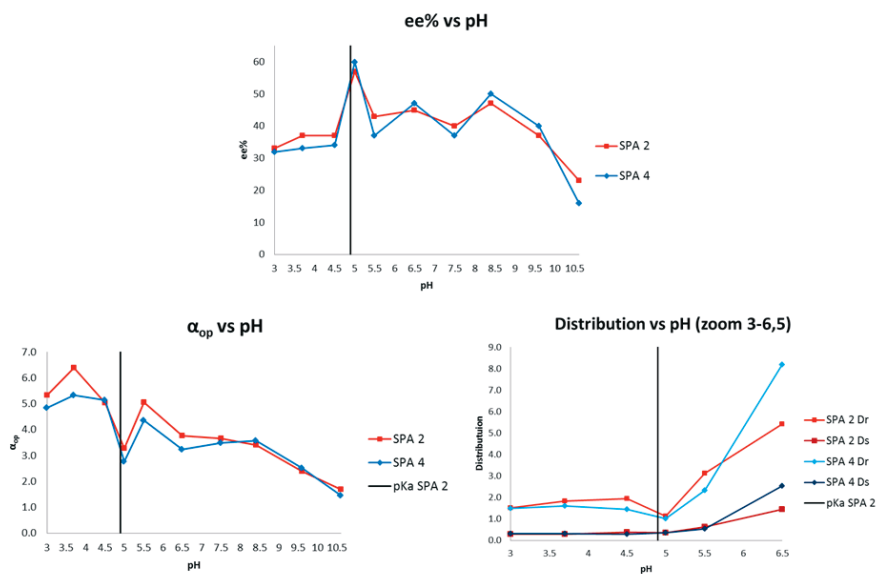 ee% vs pH
60
50
40
30
20
10
0
ee%
3 3.5 4 4.5 5 5.5 6 6.5 7 7.5 8 8.5 9 9.5 10 10.5
pH
SPA 2
SPA 4
αop vs pH
7.0
6.0
5.0
4.0
3.0
2.0
1.0
0.0
αop
3 3.5 4 4.5 5 5.5 6 6.5 7 7.5 8 8.5 9 9.5 10 10.5
pH
SPA 2
SPA 4
pKa SPA 2
Distribution vs pH (zoom 3-6,5)
9.0
8.0
7.0
6.0
5.0
4.0
3.0
2.0
1.0
0.0
Distributuion
3 3.5 4 4.5 5 5.5 6 6.5
pH
SPA 2 Dr
SPA 2 Ds
SPA 4 Dr
SPA 4 Ds
pKa SPA 2